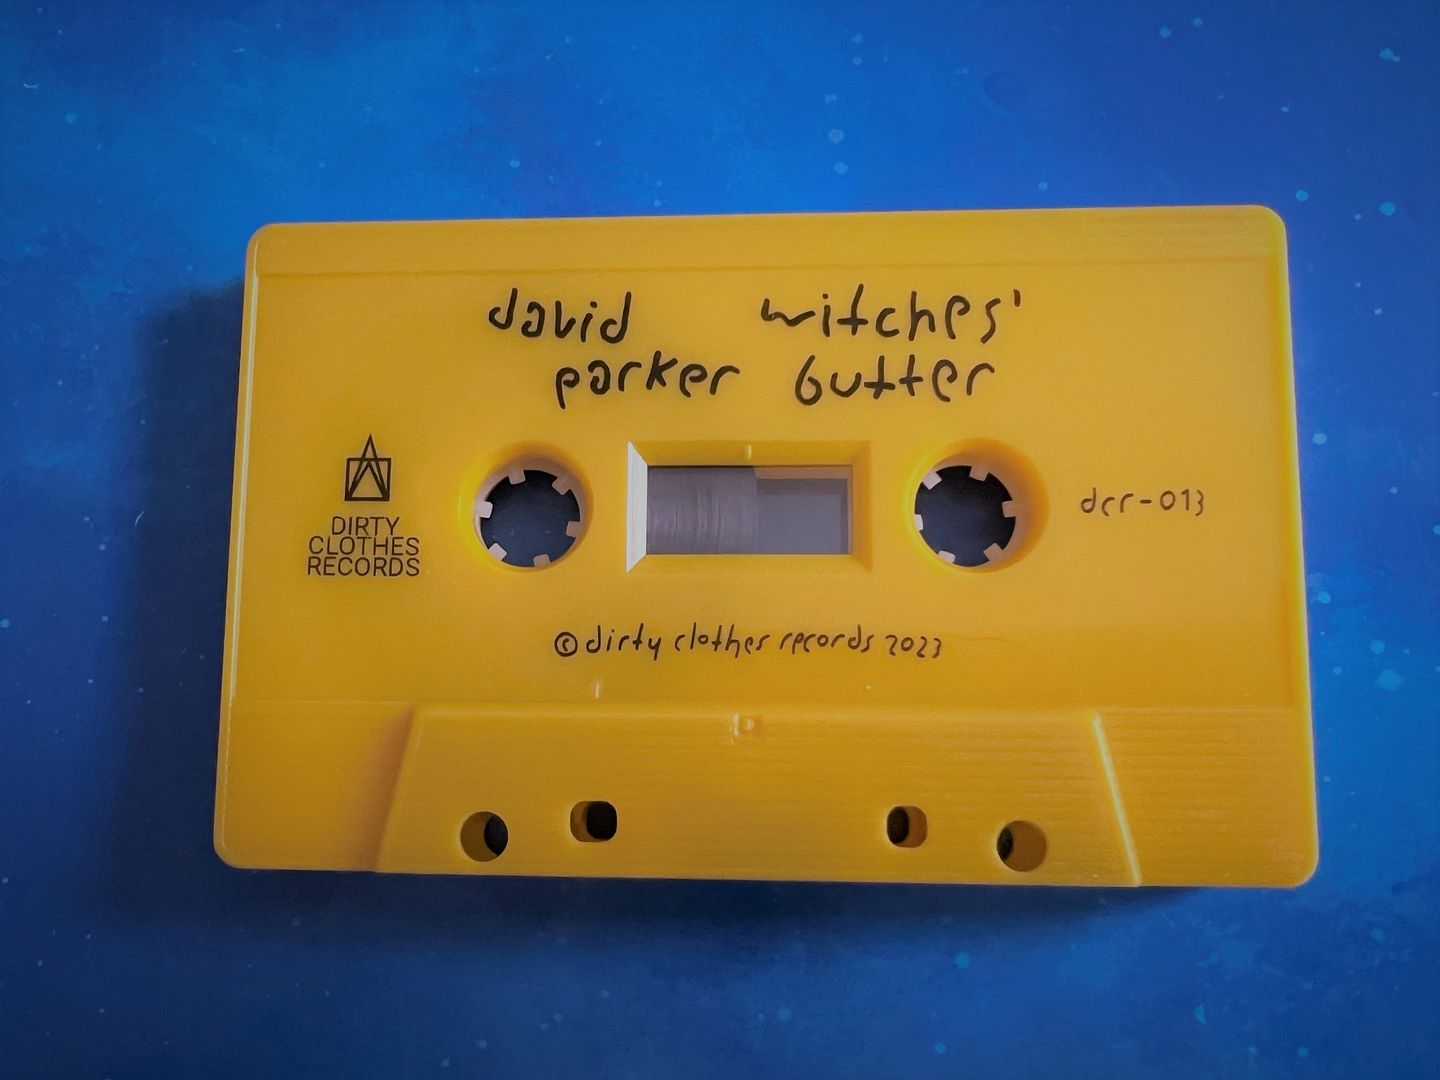 david witches'
parker butter
DIRTY
CLOTHES
RECORDS
dcr-013
© dirty clothes records 2023